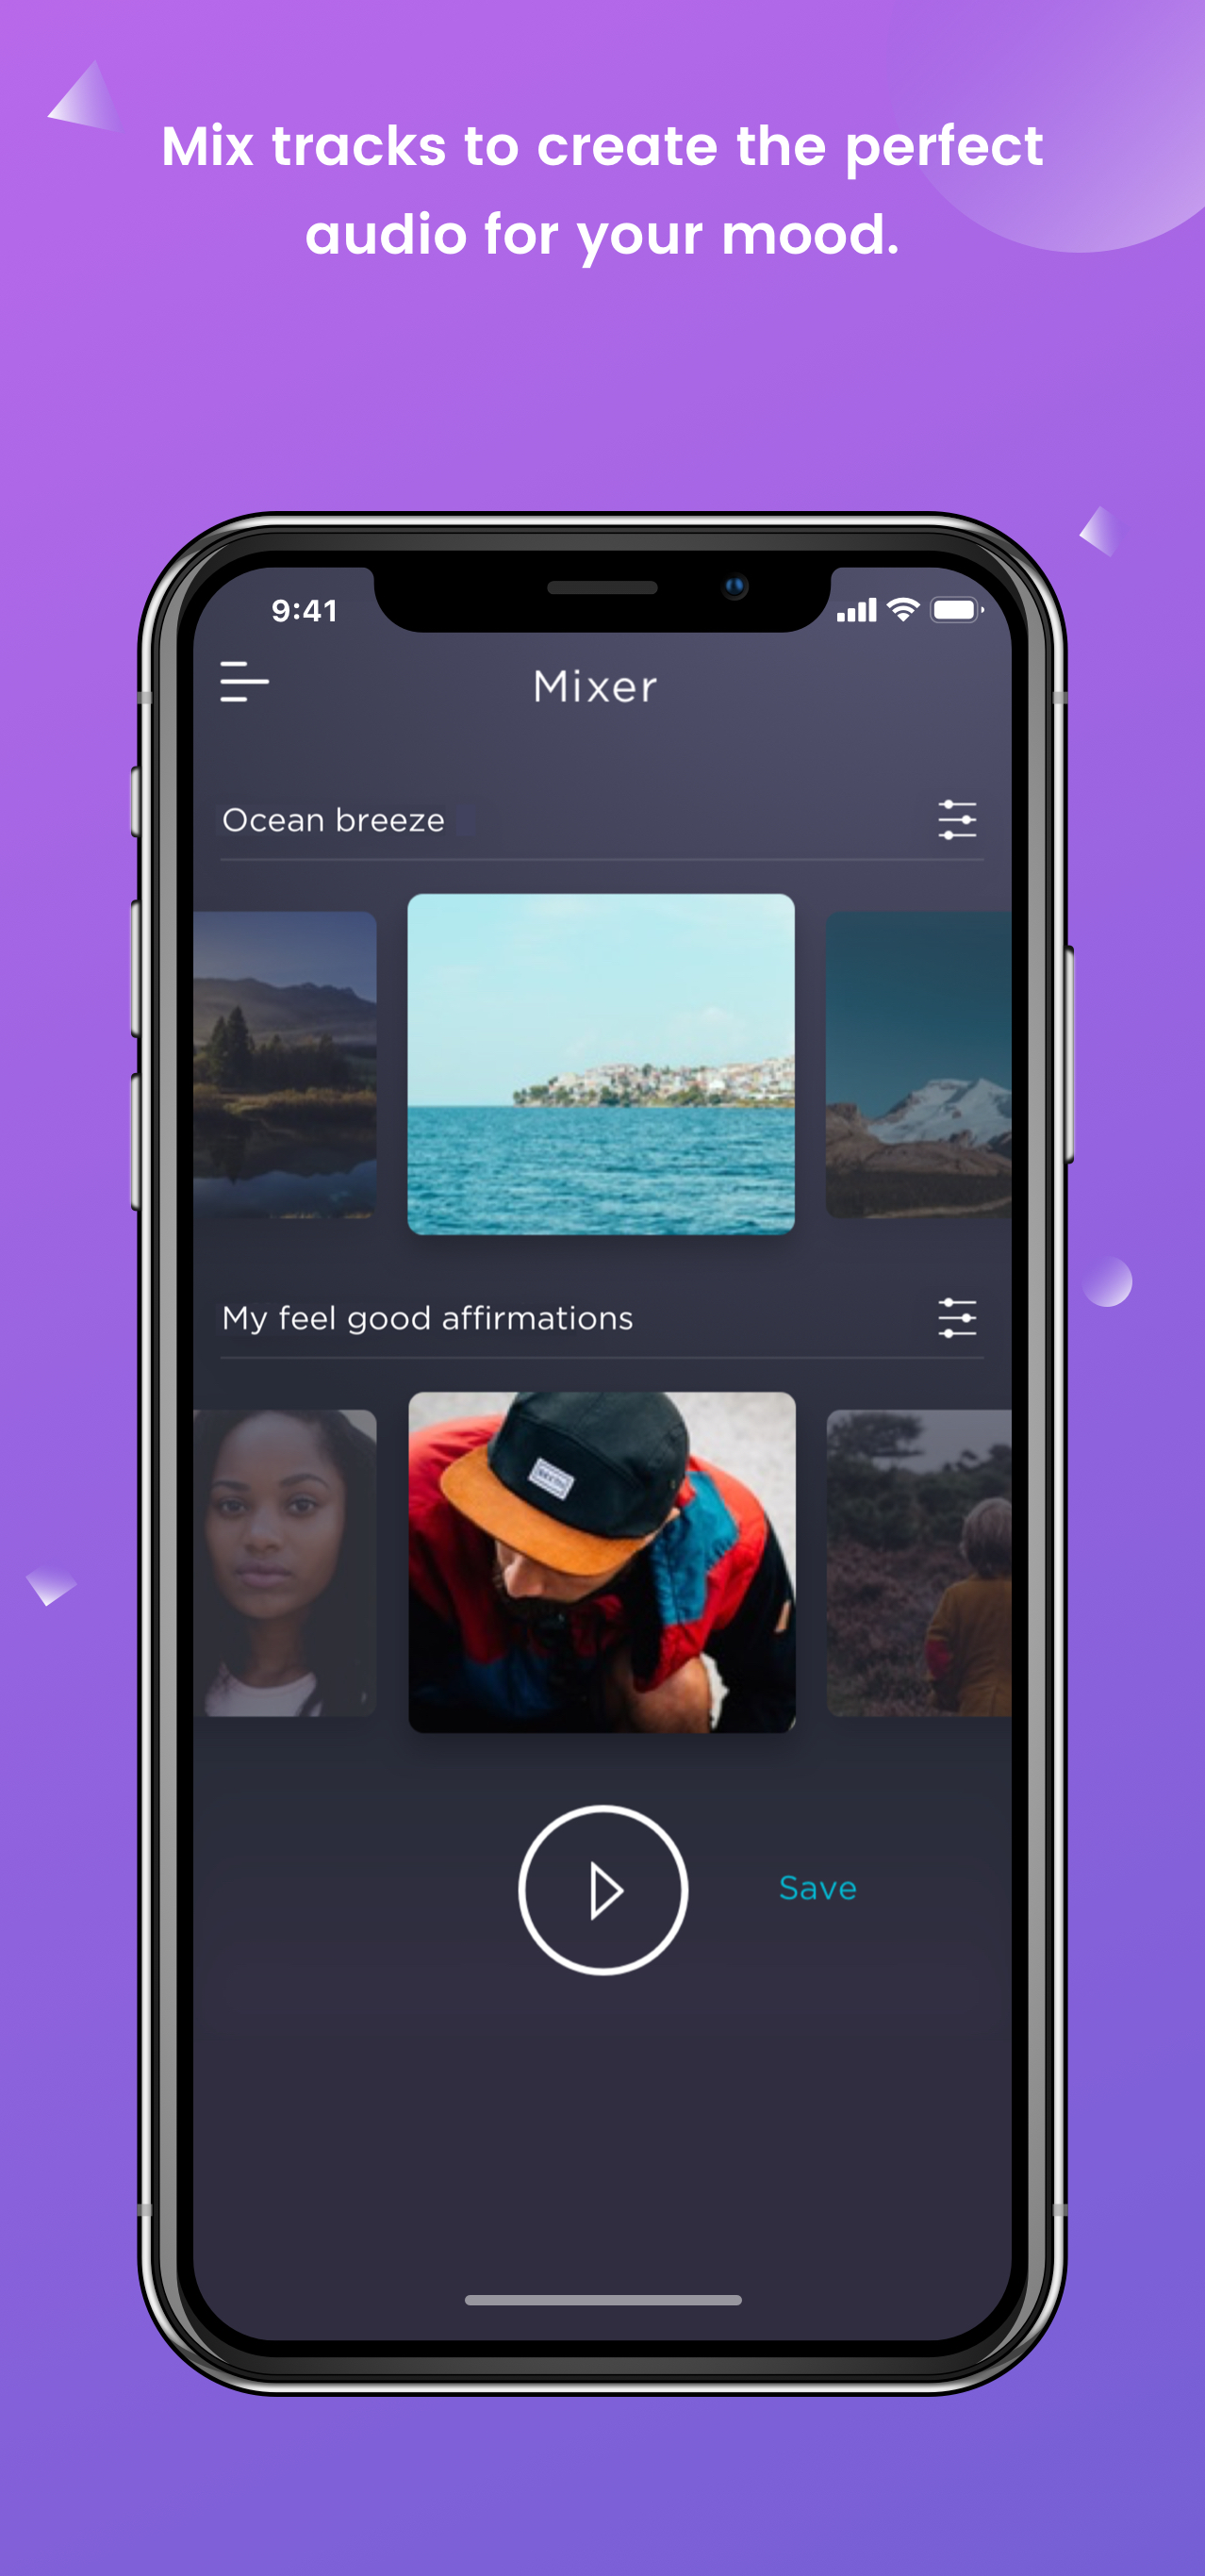 Mix tracks to create the perfect
audio for your mood.
9:41
Mixer
Ocean breeze
My feel good affirmations
Save